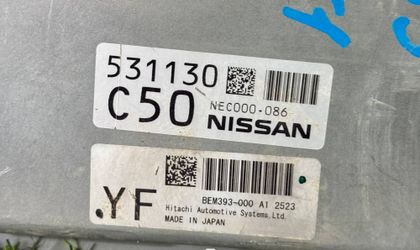 531130
C50 NEC000-086
NISSAN
.YF
BEM393-000 A1 2523
Hitachi Automotive Systems,Ltd.
MADE IN JAPAN